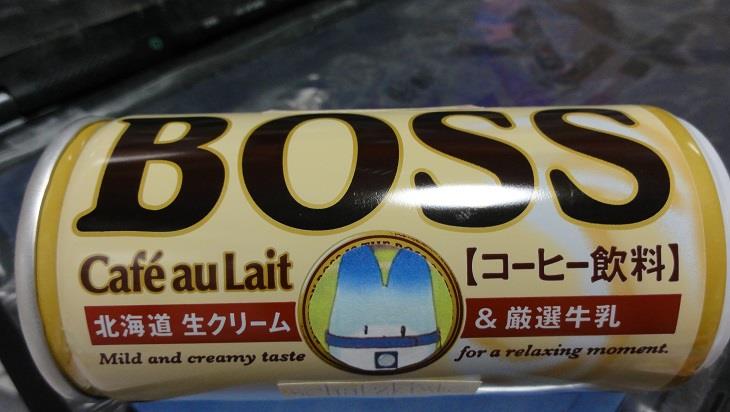 BOSS
Café au Lait
【コーヒー飲料】
北海道 生クリーム & 厳選牛乳
Mild and creamy taste for a relaxing moment.